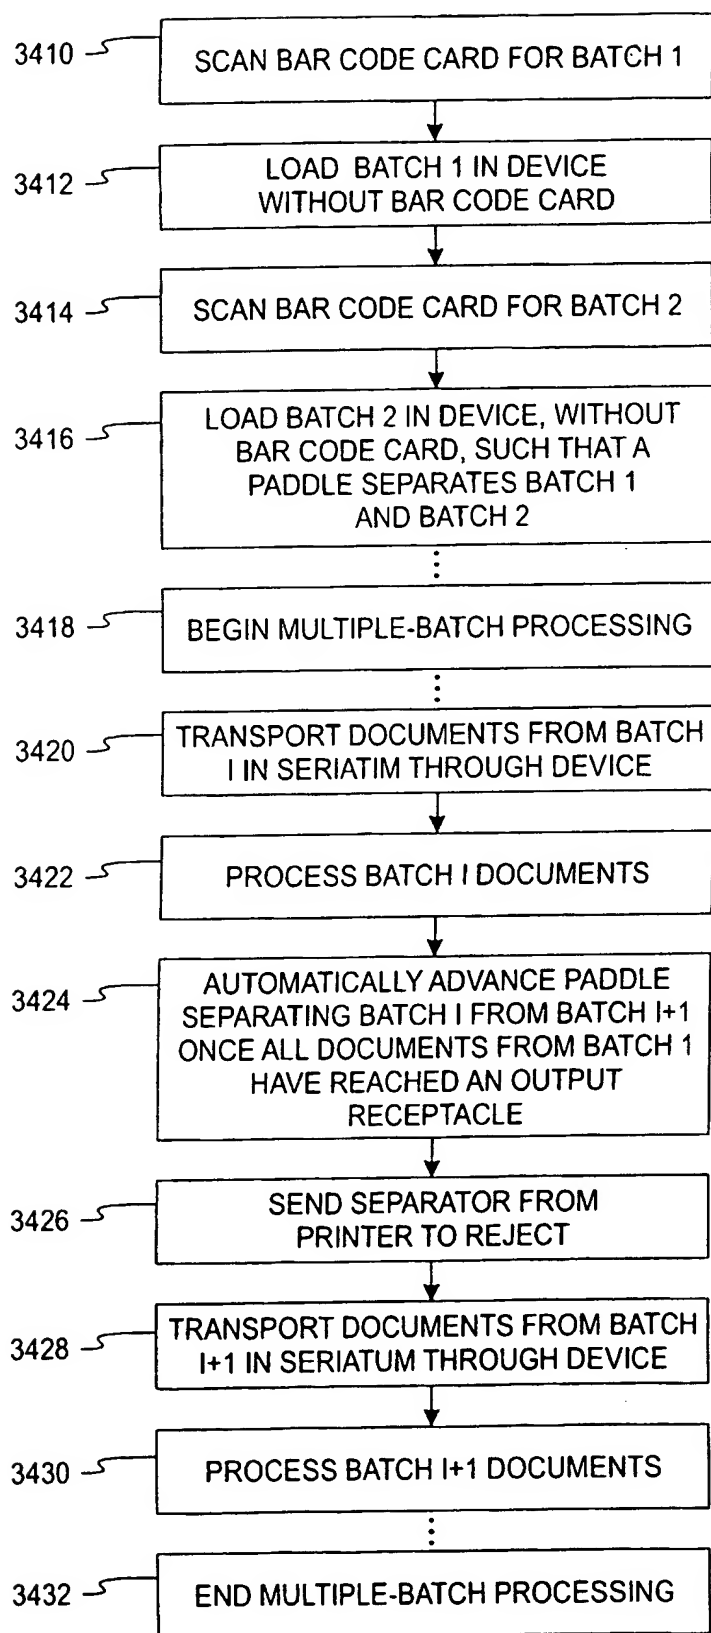 3410
SCAN BAR CODE CARD FOR BATCH 1
3412
LOAD BATCH 1 IN DEVICE
WITHOUT BAR CODE CARD
3414
SCAN BAR CODE CARD FOR BATCH 2
3416
LOAD BATCH 2 IN DEVICE, WITHOUT
BAR CODE CARD, SUCH THAT A
PADDLE SEPARATES BATCH 1
AND BATCH 2
3418
BEGIN MULTIPLE-BATCH PROCESSING
3420
TRANSPORT DOCUMENTS FROM BATCH
I IN SERIATIM THROUGH DEVICE
3422
PROCESS BATCH I DOCUMENTS
3424
AUTOMATICALLY ADVANCE PADDLE
SEPARATING BATCH I FROM BATCH I+1
ONCE ALL DOCUMENTS FROM BATCH 1
HAVE REACHED AN OUTPUT
RECEPTACLE
3426
SEND SEPARATOR FROM
PRINTER TO REJECT
3428
TRANSPORT DOCUMENTS FROM BATCH
I+1 IN SERIATUM THROUGH DEVICE
3430
PROCESS BATCH I+1 DOCUMENTS
3432
END MULTIPLE-BATCH PROCESSING